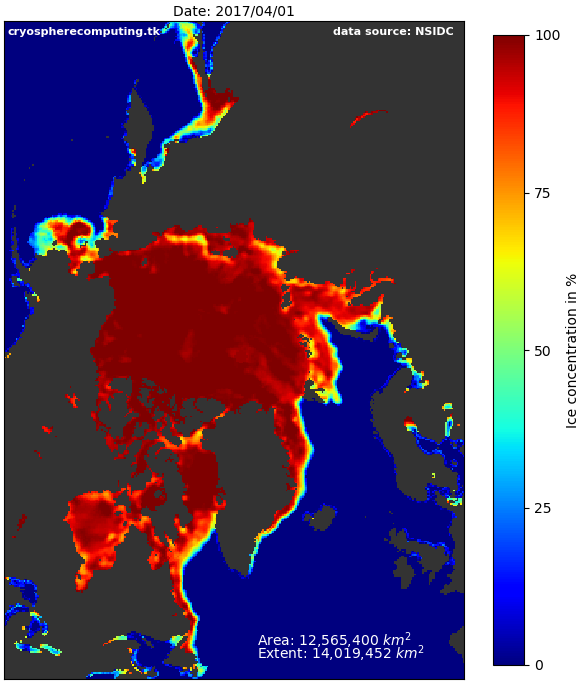 Date: 2017/04/01
cryospherecomputing.tk
data source: NSIDC
100
75
50
25
0
Ice concentration in %
Area: 12,565,400 km²
Extent: 14,019,452 km²